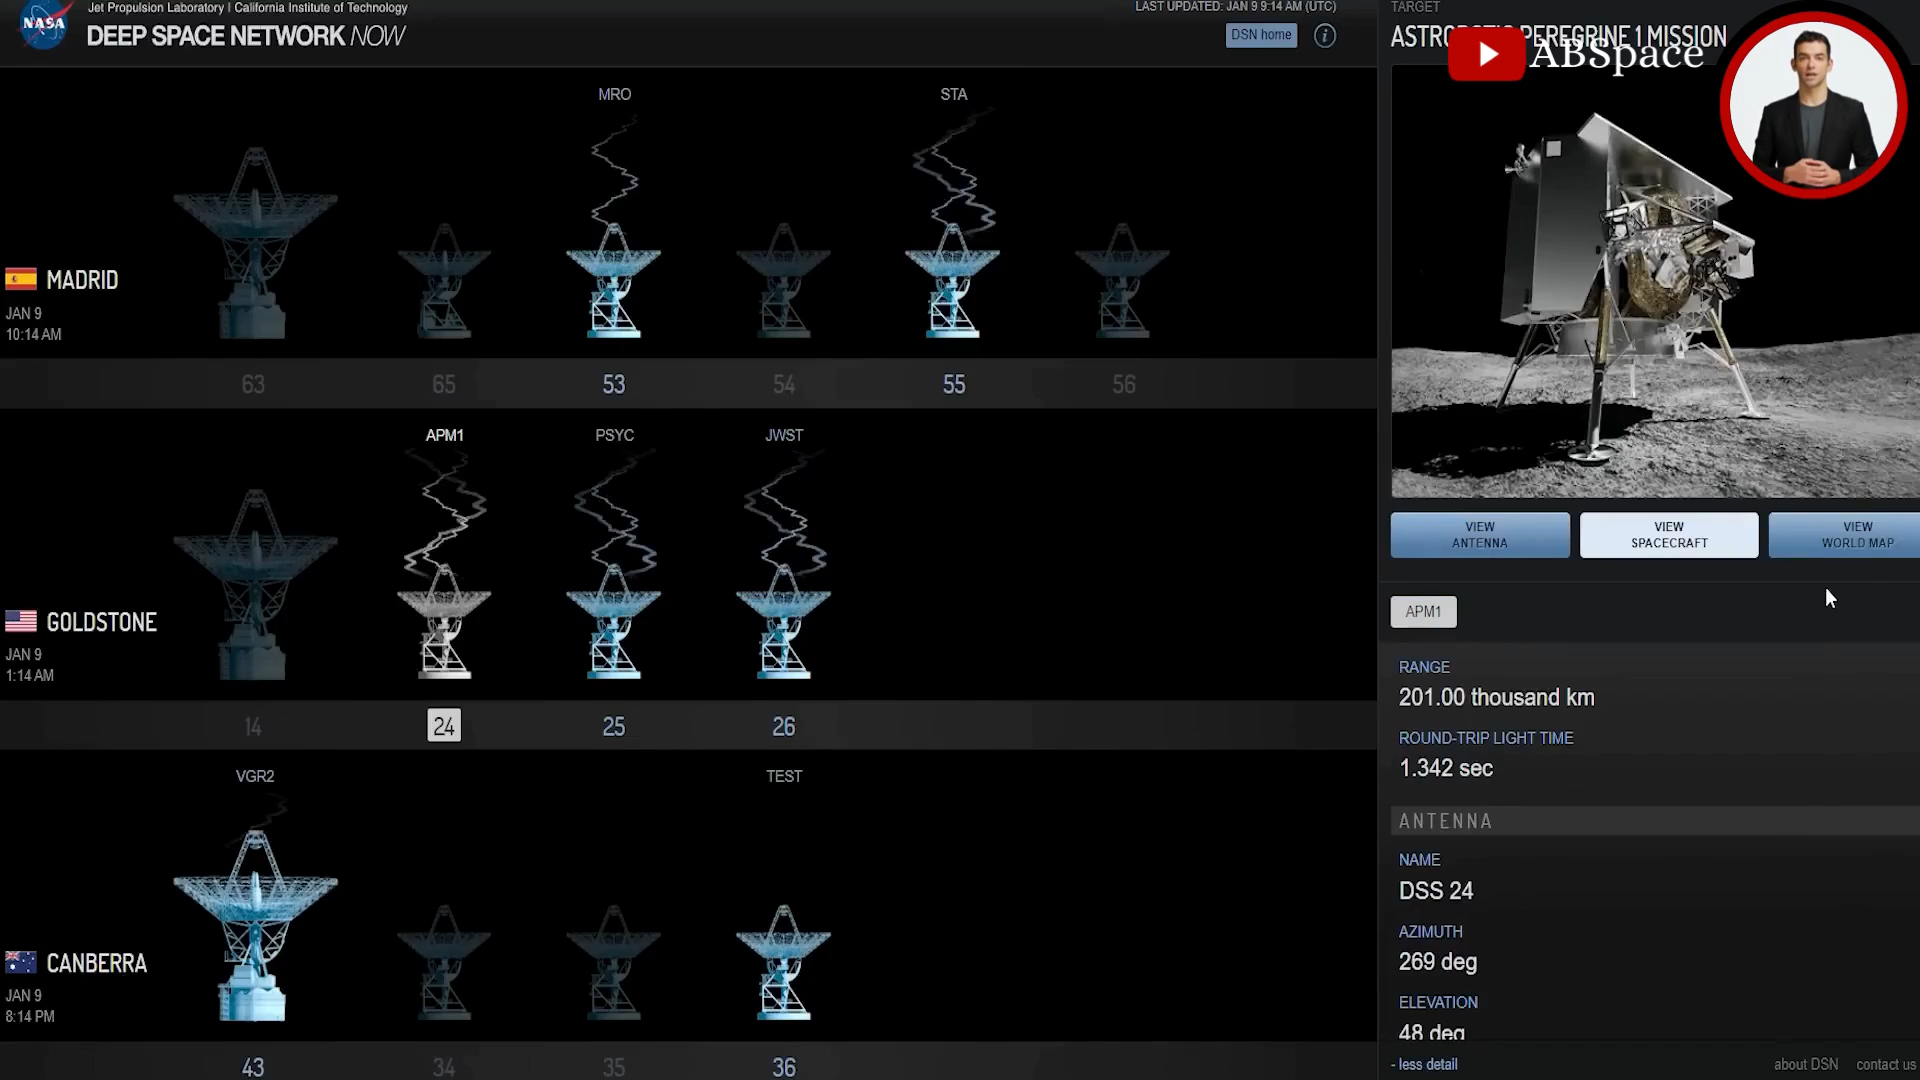 Jet Propulsion Laboratory | California Institute of Technology
NASA
DEEP SPACE NETWORK NOW
LAST UPDATED: JAN 9 9:14 AM (UTC)
DSN home
i
MRO
STA
MADRID
JAN 9
10:14 AM
63
65
53
54
55
56
APM1
PSYC
JWST
GOLDSTONE
JAN 9
1:14 AM
14
24
25
26
VGR2
TEST
CANBERRA
JAN 9
8:14 PM
43
34
35
36
TARGET
PEREGRINE 1 MISSION
ABSpace
VIEW
ANTENNA
VIEW
SPACECRAFT
VIEW
WORLD MAP
APM1
RANGE
201.00 thousand km
ROUND-TRIP LIGHT TIME
1.342 sec
ANTENNA
NAME
DSS 24
AZIMUTH
269 deg
ELEVATION
48 deg
- less detail
about DSN
contact us